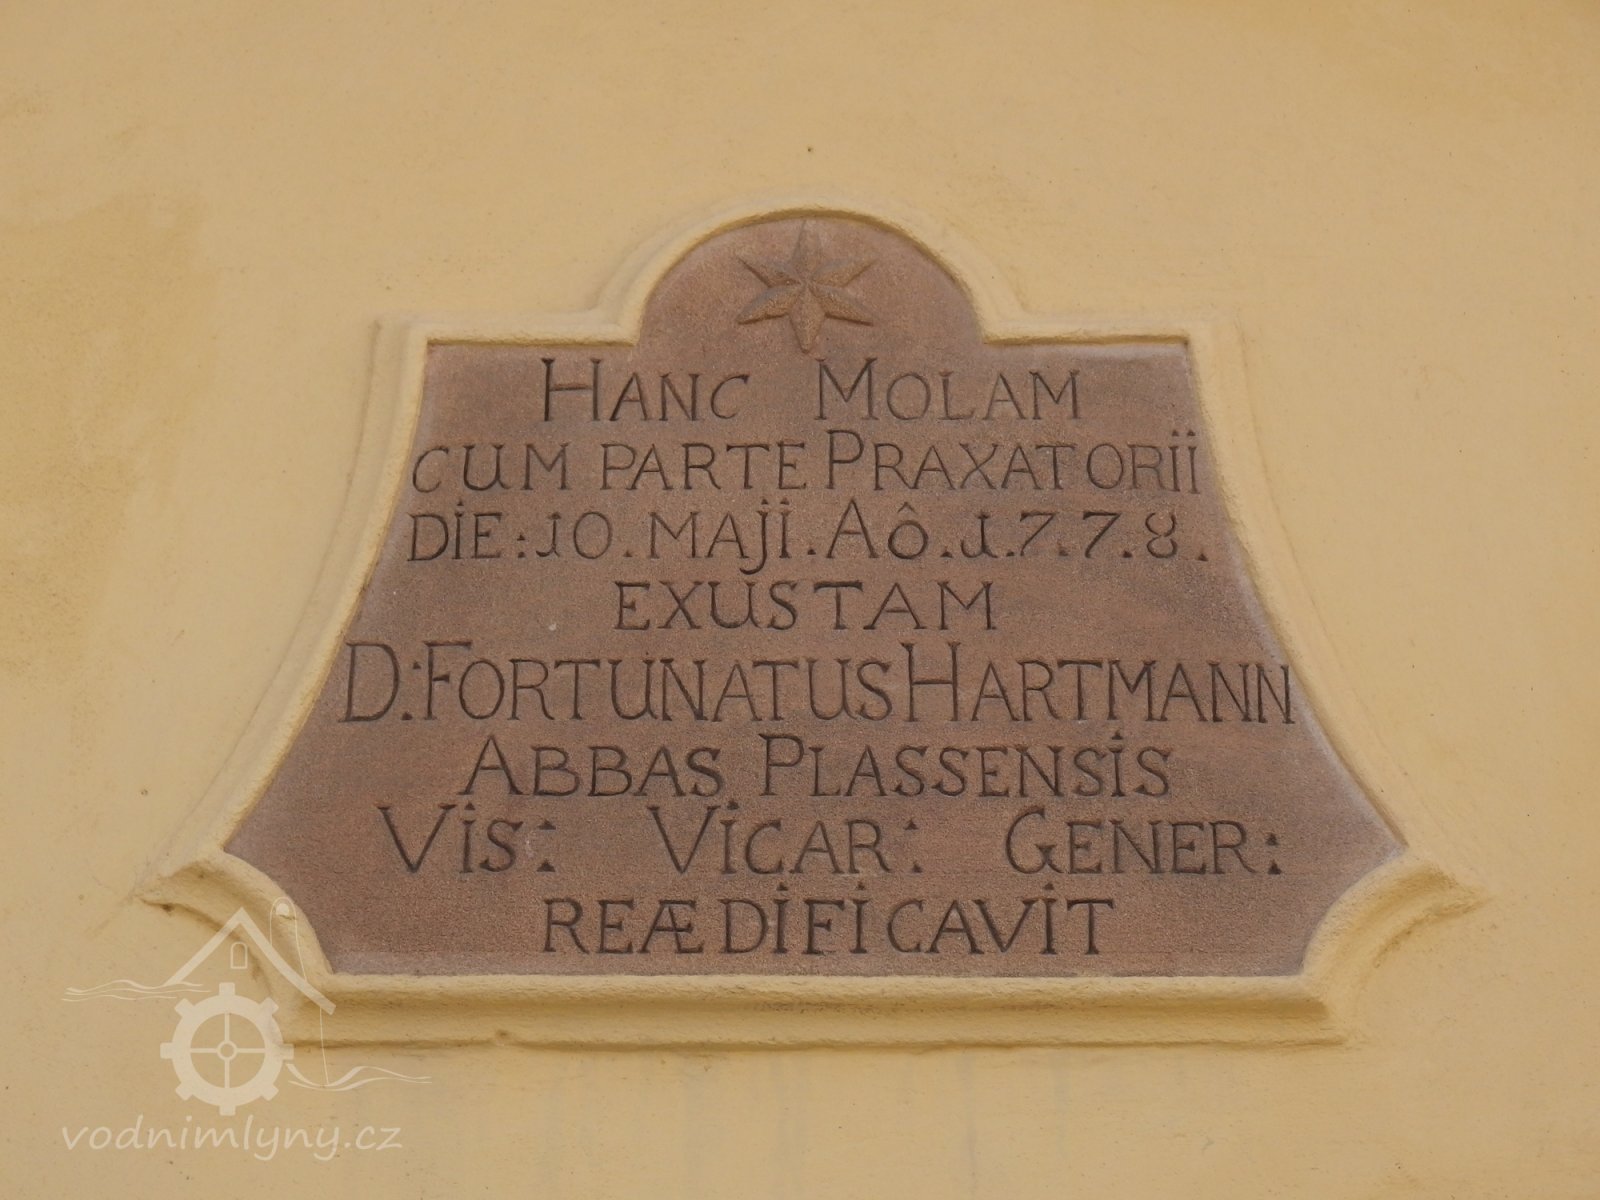 HANC MOLAM
CUM PARTE PRAXATORII
DIE: 10. MAJI. Aô. 1.7.7.8.
EXUSTAM
D: FORTUNATUS HARTMANN
ABBAS PLASSENSIS
VIS: VICAR: GENER:
REÆDIFICAVIT
vodnimlyny.cz